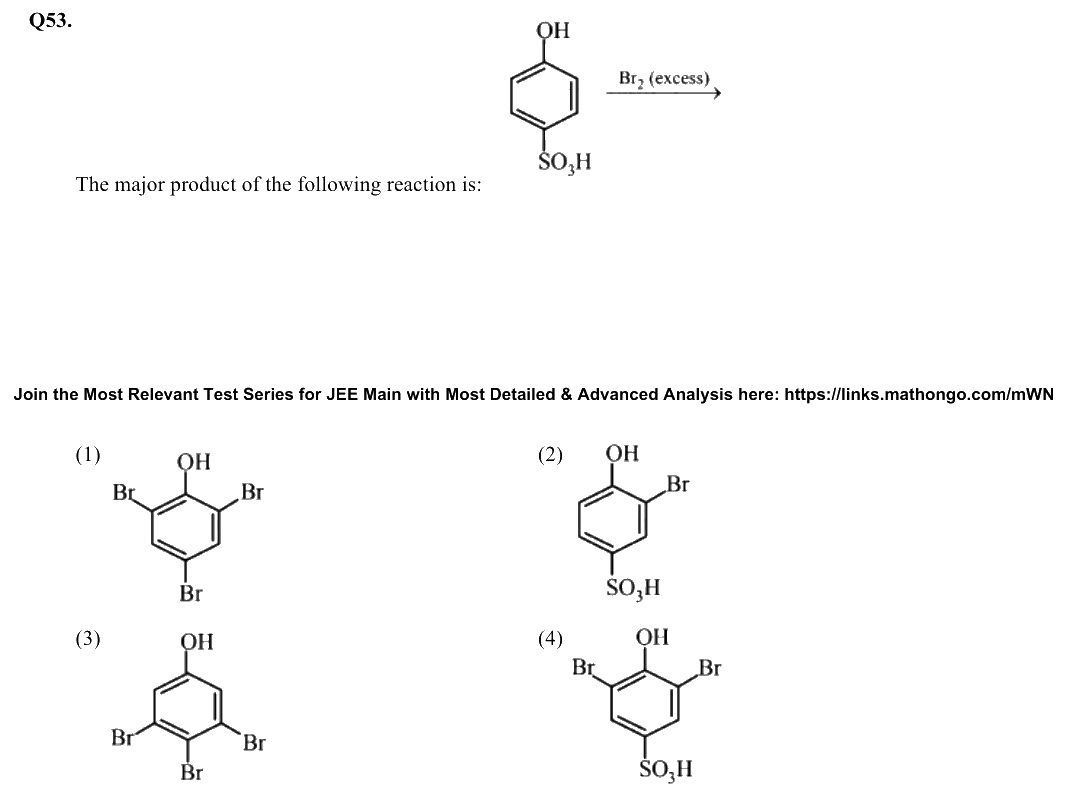 Q53.
OH
Br₂ (excess)
SO₃H
The major product of the following reaction is:
Join the Most Relevant Test Series for JEE Main with Most Detailed & Advanced Analysis here: https://links.mathongo.com/mWN
(1)
OH
Br
Br
Br
(2)
OH
Br
SO₃H
(3)
OH
Br
Br
Br
(4)
OH
Br
Br
SO₃H